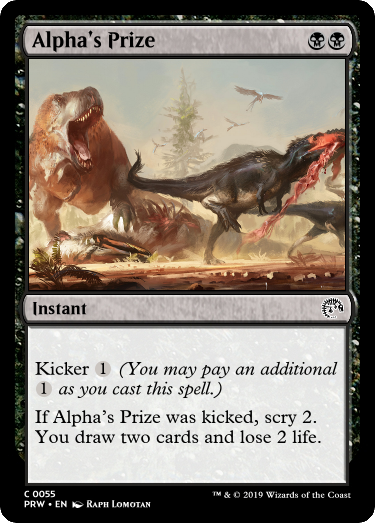 Alpha's Prize
Instant
Kicker 1 (You may pay an additional
1 as you cast this spell.)
If Alpha's Prize was kicked, scry 2.
You draw two cards and lose 2 life.
C 0055
PRW • EN Raph Lomotan
™ & © 2019 Wizards of the Coast